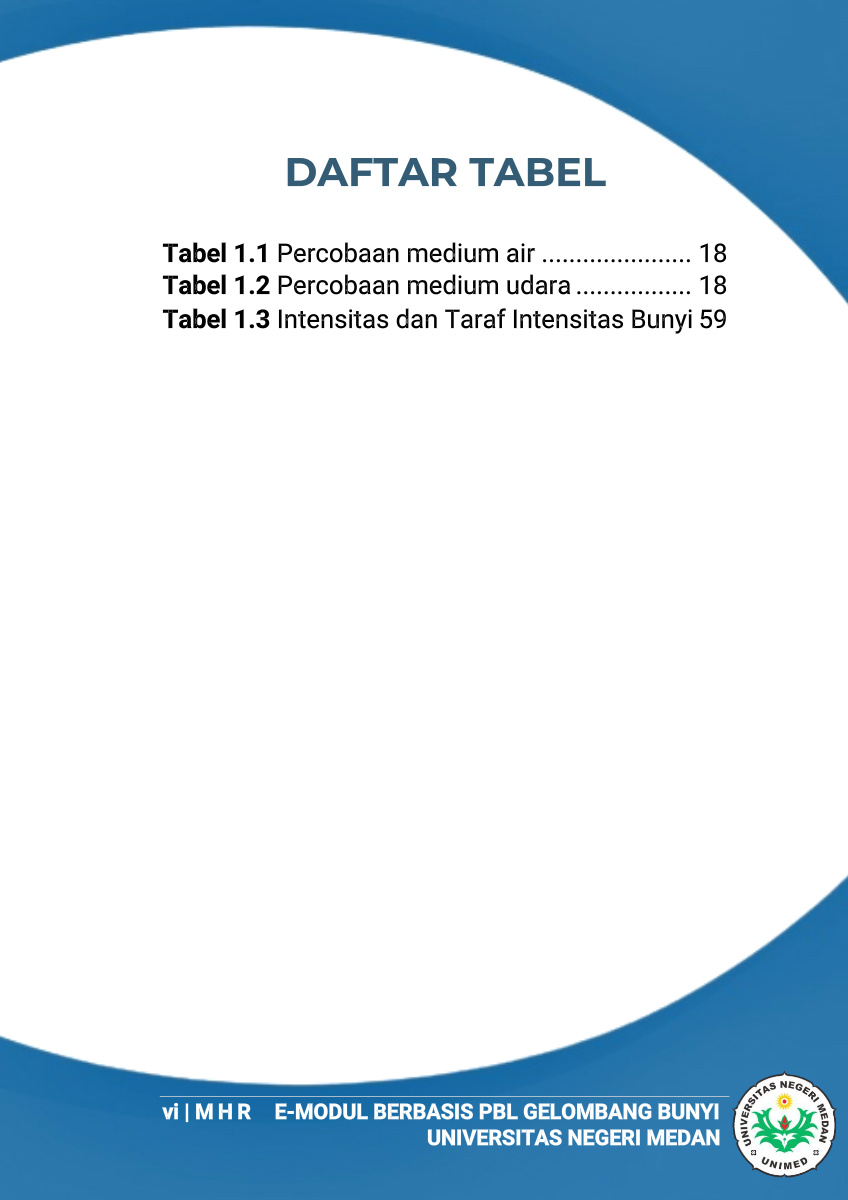 DAFTAR TABEL
Tabel 1.1 Percobaan medium air ...................... 18
Tabel 1.2 Percobaan medium udara ................. 18
Tabel 1.3 Intensitas dan Taraf Intensitas Bunyi 59
vi | M H R E-MODUL BERBASIS PBL GELOMBANG BUNYI
UNIVERSITAS NEGERI MEDAN
UNIVERSITAS NEGERI MEDAN
UNIMED